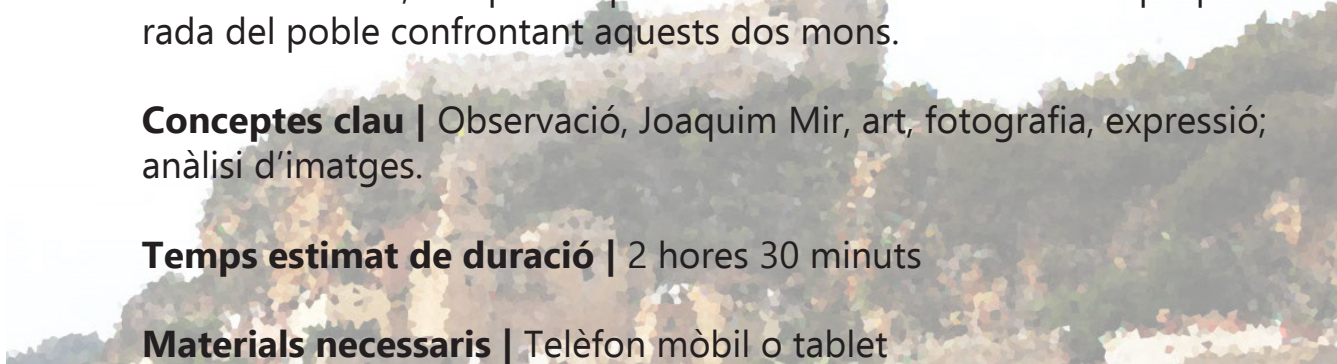 rada del poble confrontant aquests dos mons.
Conceptes clau | Observació, Joaquim Mir, art, fotografia, expressió;
anàlisi d’imatges.
Temps estimat de duració | 2 hores 30 minuts
Materials necessaris | Telèfon mòbil o tablet